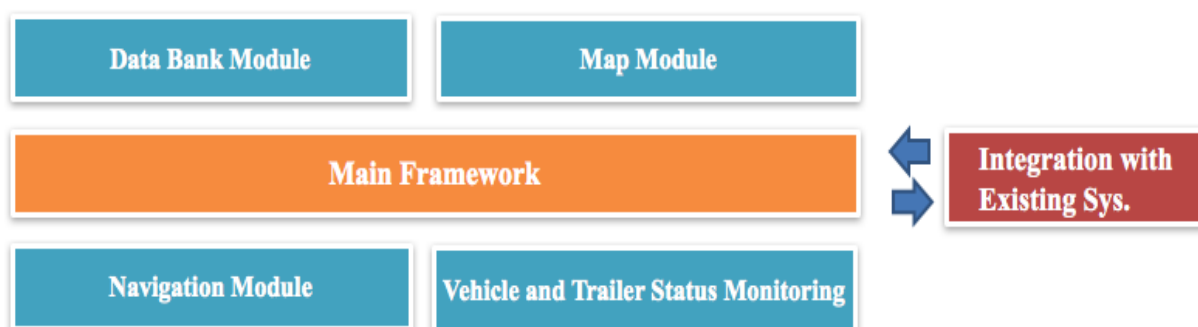 Data Bank Module
Map Module
Main Framework
Integration with
Existing Sys.
Navigation Module
Vehicle and Trailer Status Monitoring